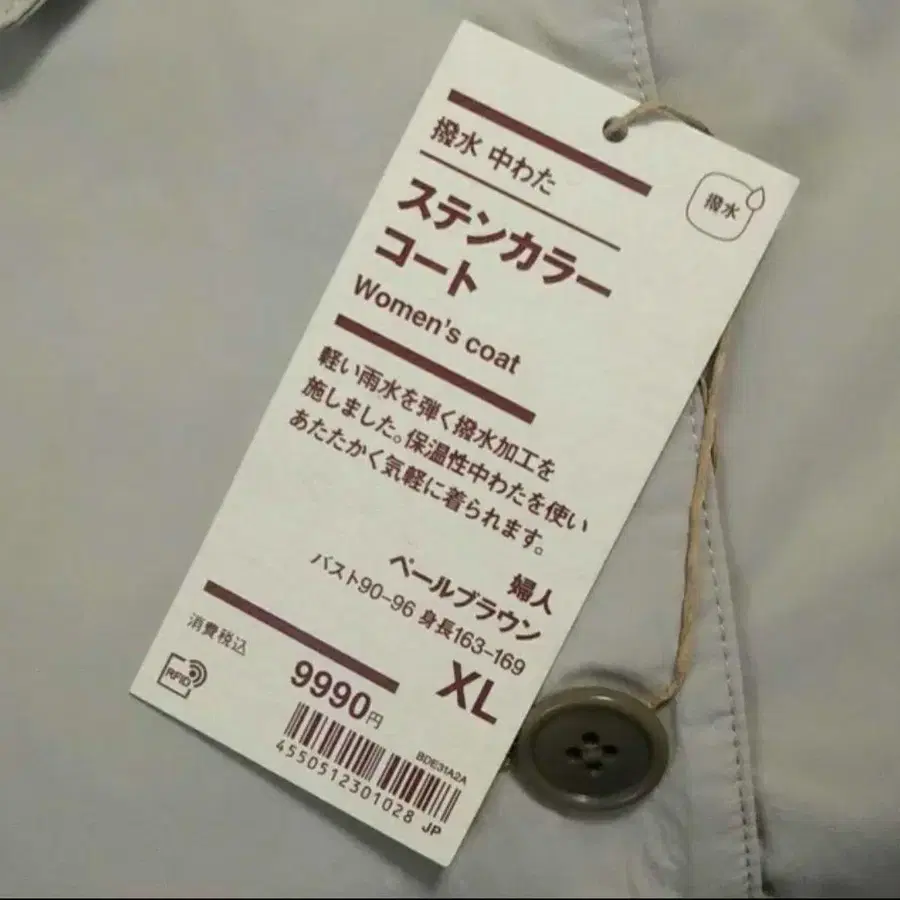 撥水 中わた
撥水
ステンカラー
コート
Women's coat
軽い雨水を弾く撥水加工を
施しました。保温性中わたを使い
あたたかく気軽に着られます。
婦人
ペールブラウン
バスト90-96 身長163-169
XL
消費税込
9990円
RFID
BDE31A2A
4550512301028 JP